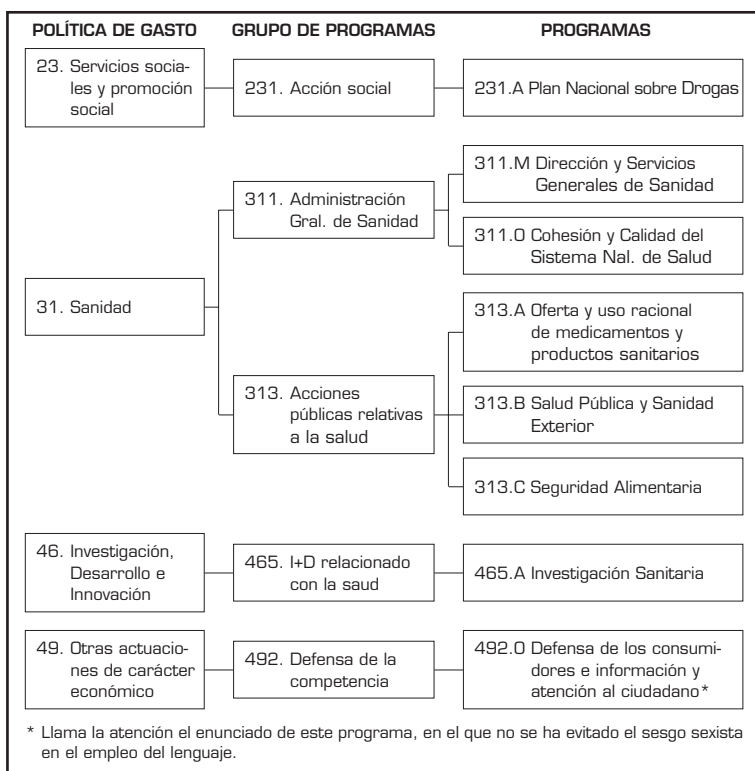 POLÍTICA DE GASTO
GRUPO DE PROGRAMAS
PROGRAMAS
23. Servicios socia-
les y promoción
social
231. Acción social
231.A Plan Nacional sobre Drogas
31. Sanidad
311. Administración
Gral. de Sanidad
311.M Dirección y Servicios
Generales de Sanidad
311.O Cohesión y Calidad del
Sistema Nal. de Salud
313. Acciones
públicas relativas
a la salud
313.A Oferta y uso racional
de medicamentos y
productos sanitarios
313.B Salud Pública y Sanidad
Exterior
313.C Seguridad Alimentaria
46. Investigación,
Desarrollo e
Innovación
465. I+D relacionado
con la saud
465.A Investigación Sanitaria
49. Otras actuacio-
nes de carácter
económico
492. Defensa de la
competencia
492.O Defensa de los consumi-
dores e información y
atención al ciudadano*
* Llama la atención el enunciado de este programa, en el que no se ha evitado el sesgo sexista
en el empleo del lenguaje.